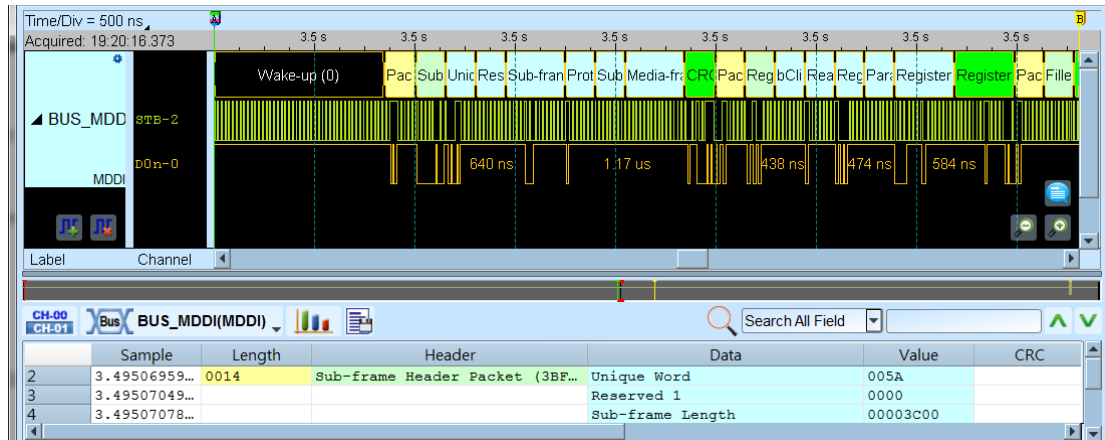 Time/Div = 500 ns
A B
Acquired: 19:20:16.373 3.5 s 3.5 s 3.5 s 3.5 s 3.5 s 3.5 s 3.5 s 3.5 s
Wake-up (0) Pac Sub Unic Res Sub-fran Prot Sub Media-fra CRC Pac Reg bCli Rea Reg Para Register Register Pac Fille
BUS_MDD STB-2
D0n-0 640 ns 1.17 us 438 ns 474 ns 584 ns
MDDI
Label Channel
CH-00
CH-01 Bus BUS_MDDI(MDDI) Search All Field
Sample Length Header Data Value CRC
2 3.49506959... 0014 Sub-frame Header Packet (3BF... Unique Word 005A
3 3.49507049... Reserved 1 0000
4 3.49507078... Sub-frame Length 00003C00